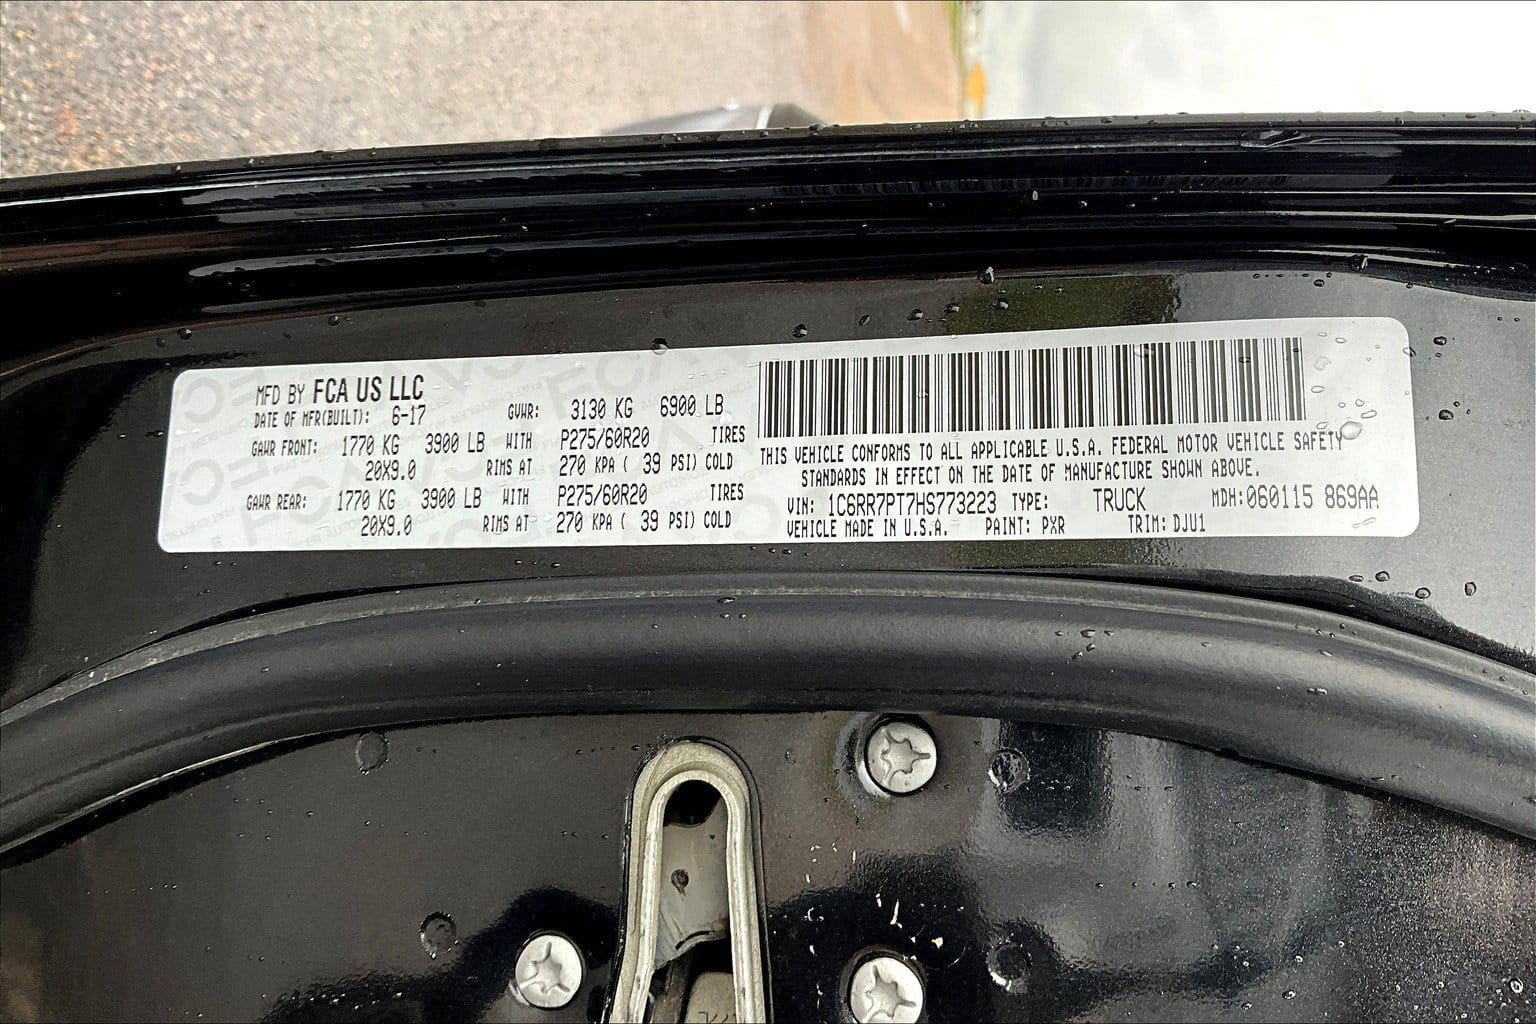 MFD BY FCA US LLC
DATE OF MFR(BUILT): 6-17 GVWR: 3130 KG 6900 LB
GAWR FRONT: 1770 KG 3900 LB WITH P275/60R20 TIRES
20X9.0 RIMS AT 270 KPA ( 39 PSI) COLD
GAWR REAR: 1770 KG 3900 LB WITH P275/60R20 TIRES
20X9.0 RIMS AT 270 KPA ( 39 PSI) COLD
THIS VEHICLE CONFORMS TO ALL APPLICABLE U.S.A. FEDERAL MOTOR VEHICLE SAFETY
STANDARDS IN EFFECT ON THE DATE OF MANUFACTURE SHOWN ABOVE.
VIN: 1C6RR7PT7HS773223 TYPE: TRUCK MDH:060115 869AA
VEHICLE MADE IN U.S.A. PAINT: PXR TRIM: DJU1